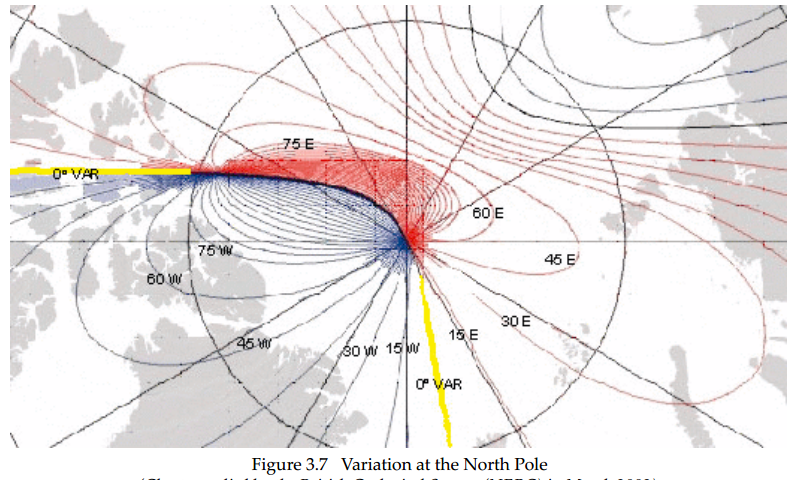 75 E
0° VAR
60 E
75 W
45 E
60 W
30 E
15 E
45 W
30 W
15 W
0° VAR
Figure 3.7 Variation at the North Pole